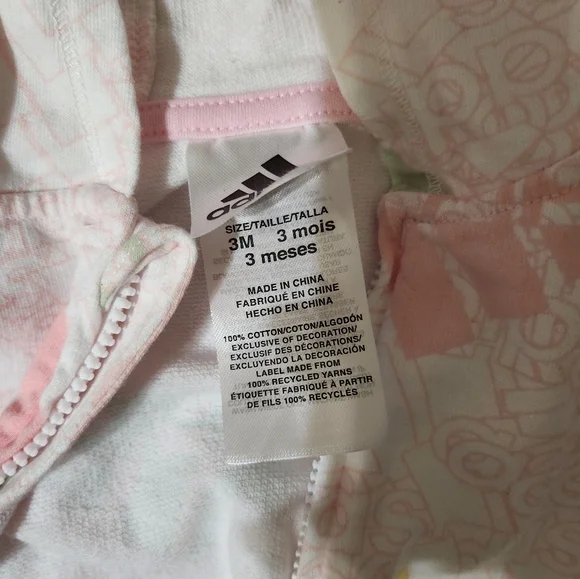 adidas
SIZE/TAILLE/TALLA
3M 3 mois
3 meses
MADE IN CHINA
FABRIQUÉ EN CHINE
HECHO EN CHINA
100% COTTON/COTON/ALGODÓN
EXCLUSIVE OF DECORATION/
EXCLUSIF DES DÉCORATIONS/
EXCLUYENDO LA DECORACIÓN
LABEL MADE FROM
100% RECYCLED YARNS/
ÉTIQUETTE FABRIQUÉ À PARTIR
DE FILS 100% RECYCLÉS